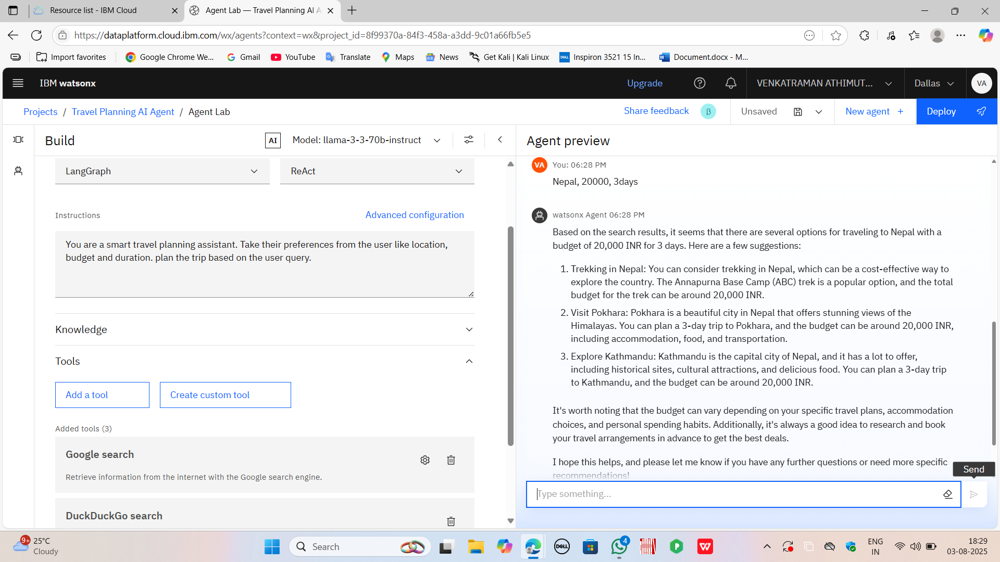 Resource list - IBM Cloud
Agent Lab — Travel Planning AI A
https://dataplatform.cloud.ibm.com/wx/agents?context=wx&project_id=8f99370a-84f3-458a-a3dd-9c01a66fb5e5
Import favorites
Google Chrome We...
Gmail
YouTube
Translate
Maps
News
Get Kali | Kali Linux
Inspiron 3521 15 In...
Document.docx - M...
IBM watsonx
Upgrade
VENKATRAMAN ATHIMUT...
Dallas
VA
Projects / Travel Planning AI Agent / Agent Lab
Share feedback
β
Unsaved
New agent +
Deploy
Build
AI
Model: llama-3-3-70b-instruct
LangGraph
ReAct
Instructions
Advanced configuration
You are a smart travel planning assistant. Take their preferences from the user like location,
budget and duration. plan the trip based on the user query.
Knowledge
Tools
Add a tool
Create custom tool
Added tools (3)
Google search
Retrieve information from the internet with the Google search engine.
DuckDuckGo search
Agent preview
VA
You: 06:28 PM
Nepal, 20000, 3days
watsonx Agent 06:28 PM
Based on the search results, it seems that there are several options for traveling to Nepal with a
budget of 20,000 INR for 3 days. Here are a few suggestions:
1. Trekking in Nepal: You can consider trekking in Nepal, which can be a cost-effective way to
explore the country. The Annapurna Base Camp (ABC) trek is a popular option, and the total
budget for the trek can be around 20,000 INR.
2. Visit Pokhara: Pokhara is a beautiful city in Nepal that offers stunning views of the
Himalayas. You can plan a 3-day trip to Pokhara, and the budget can be around 20,000 INR,
including accommodation, food, and transportation.
3. Explore Kathmandu: Kathmandu is the capital city of Nepal, and it has a lot to offer,
including historical sites, cultural attractions, and delicious food. You can plan a 3-day trip
to Kathmandu, and the budget can be around 20,000 INR.
It's worth noting that the budget can vary depending on your specific travel plans, accommodation
choices, and personal spending habits. Additionally, it's always a good idea to research and book
your travel arrangements in advance to get the best deals.
I hope this helps, and please let me know if you have any further questions or need more specific
recommendations!
Send
Type something...
9+
25°C
Cloudy
Search
DELL
4
ENG
IN
18:29
03-08-2025